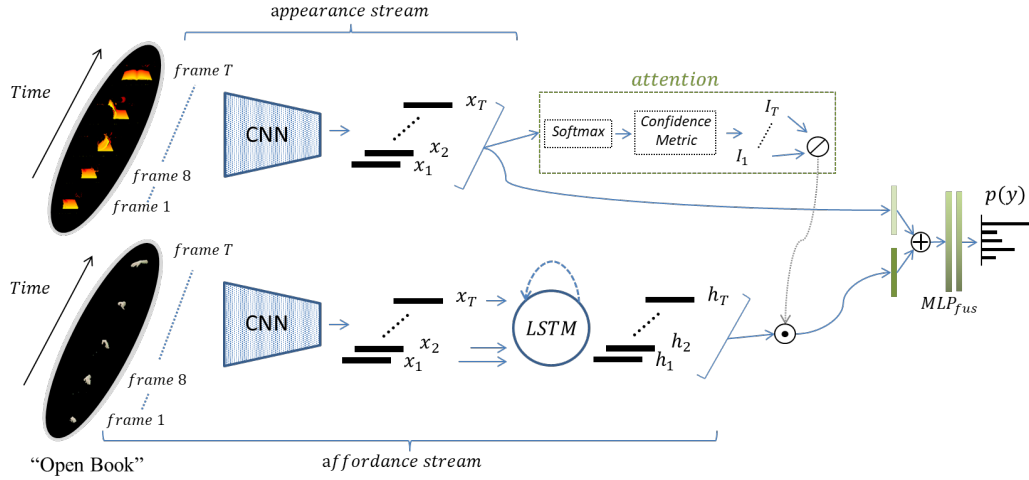 appearance stream
Time
frame T
frame 8
frame 1
CNN
x_T
x_2
x_1
attention
Softmax
Confidence
Metric
I_T
I_1
p(y)
MLP_fus
Time
frame T
frame 8
frame 1
CNN
x_T
x_2
x_1
LSTM
h_T
h_2
h_1
affordance stream
“Open Book”